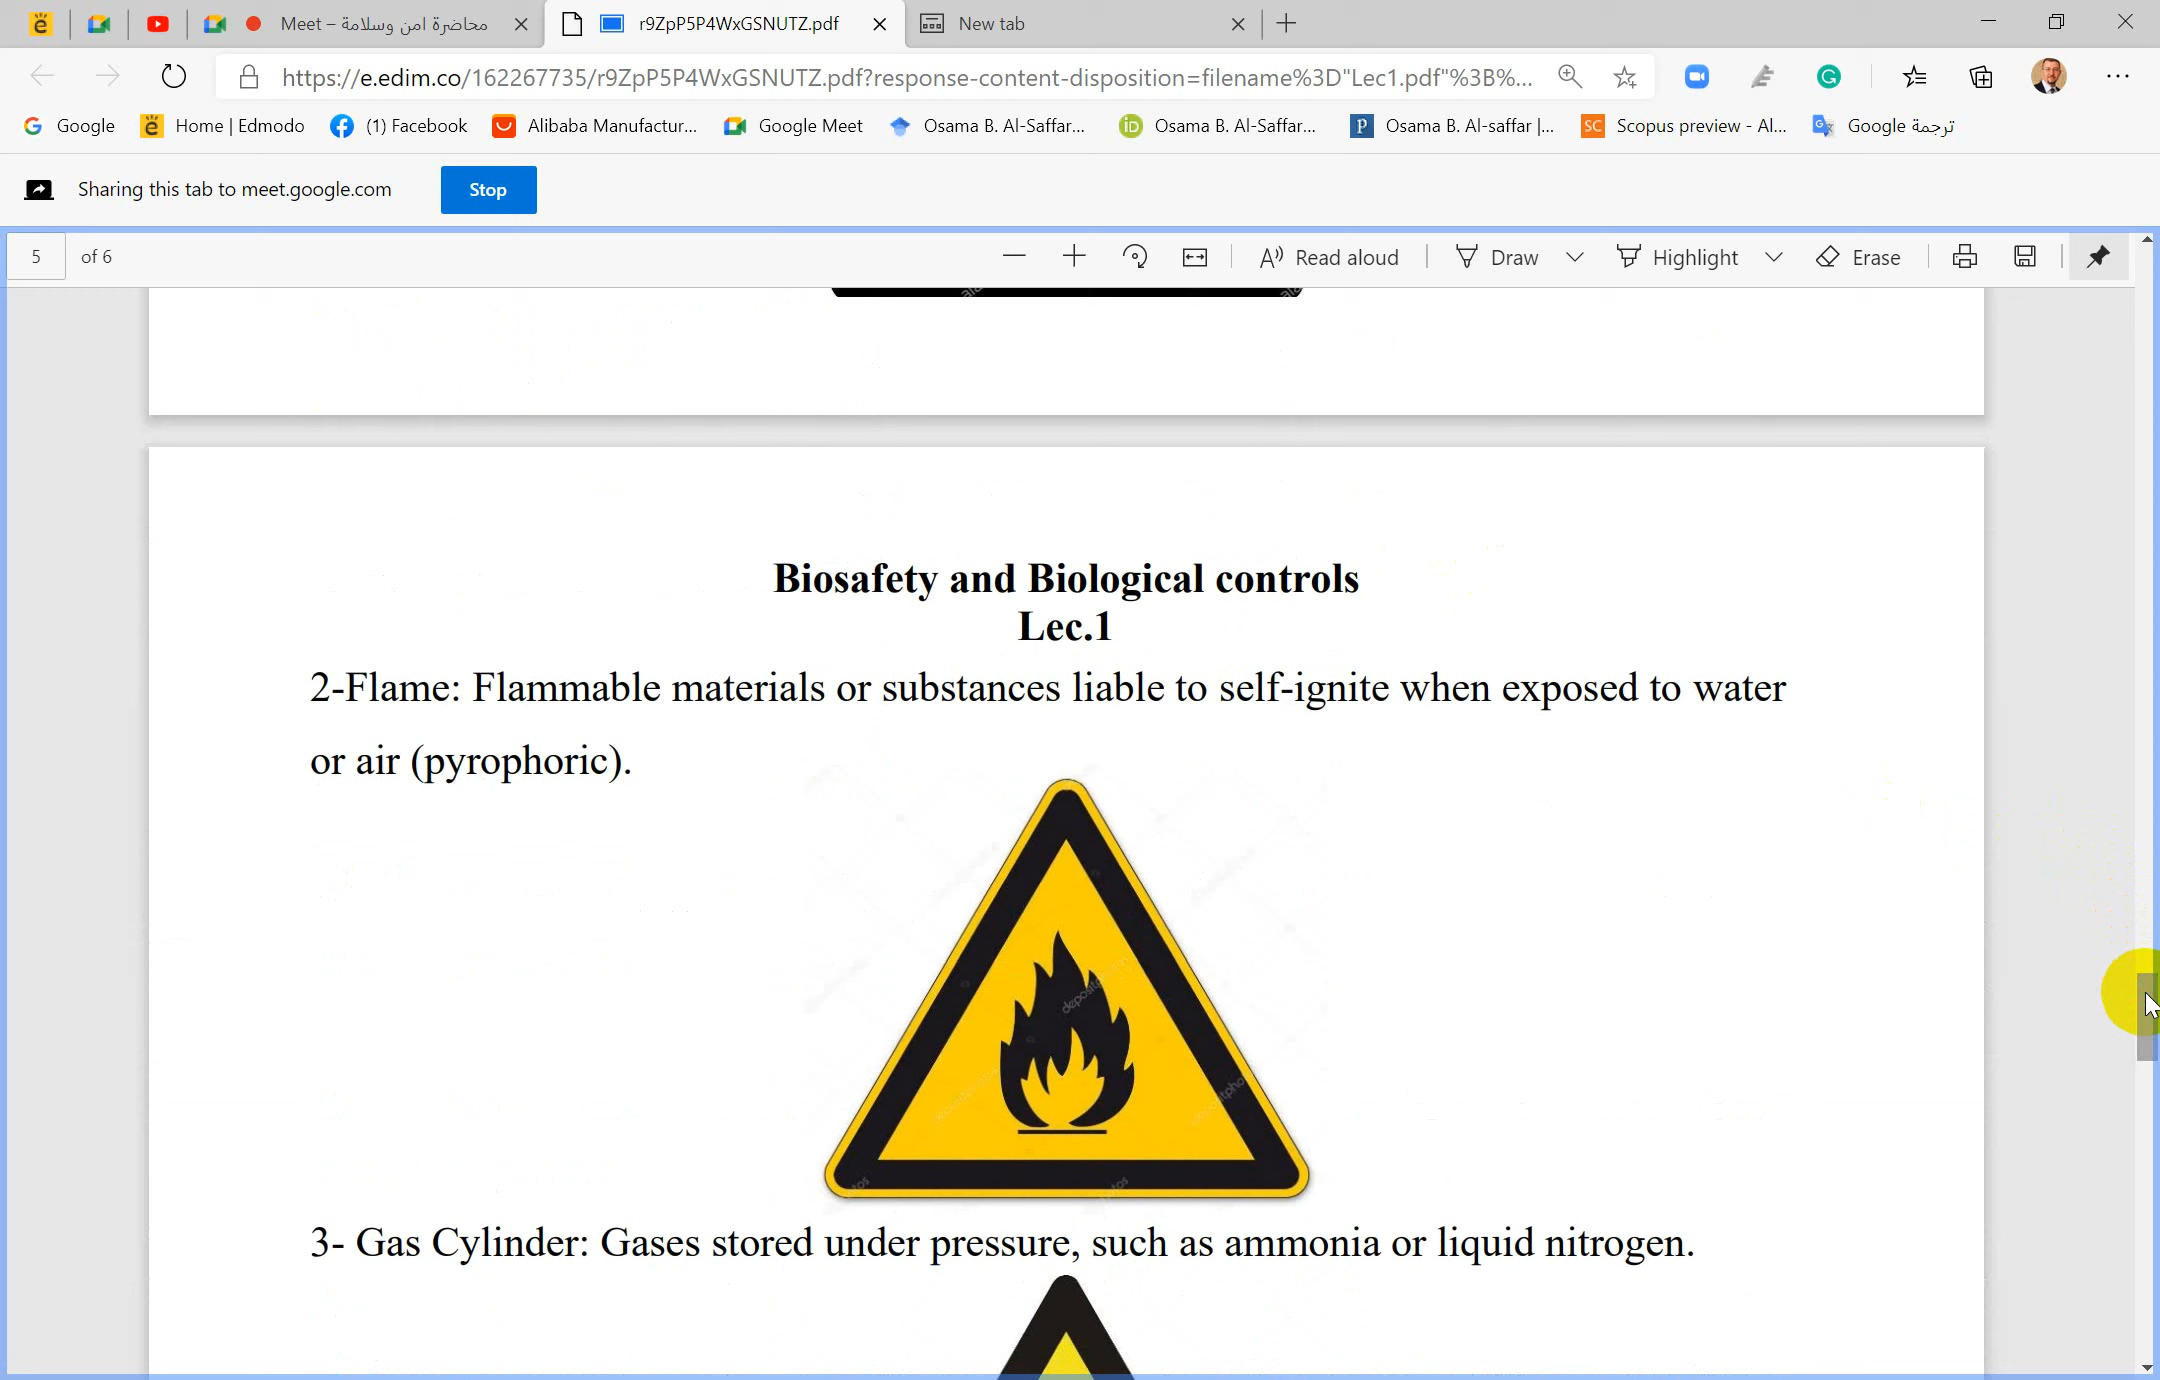 Meet – محاضرة امن وسلامة
r9ZpP5P4WxGSNUTZ.pdf
New tab
https://e.edim.co/162267735/r9ZpP5P4WxGSNUTZ.pdf?response-content-disposition=filename%3D"Lec1.pdf"%3B%...
Google
Home | Edmodo
(1) Facebook
Alibaba Manufactur...
Google Meet
Osama B. Al-Saffar...
Osama B. Al-Saffar...
Osama B. Al-saffar |...
Scopus preview - Al...
ترجمة Google
Sharing this tab to meet.google.com
Stop
5 of 6
Read aloud
Draw
Highlight
Erase
Biosafety and Biological controls
Lec.1
2-Flame: Flammable materials or substances liable to self-ignite when exposed to water
or air (pyrophoric).
3- Gas Cylinder: Gases stored under pressure, such as ammonia or liquid nitrogen.